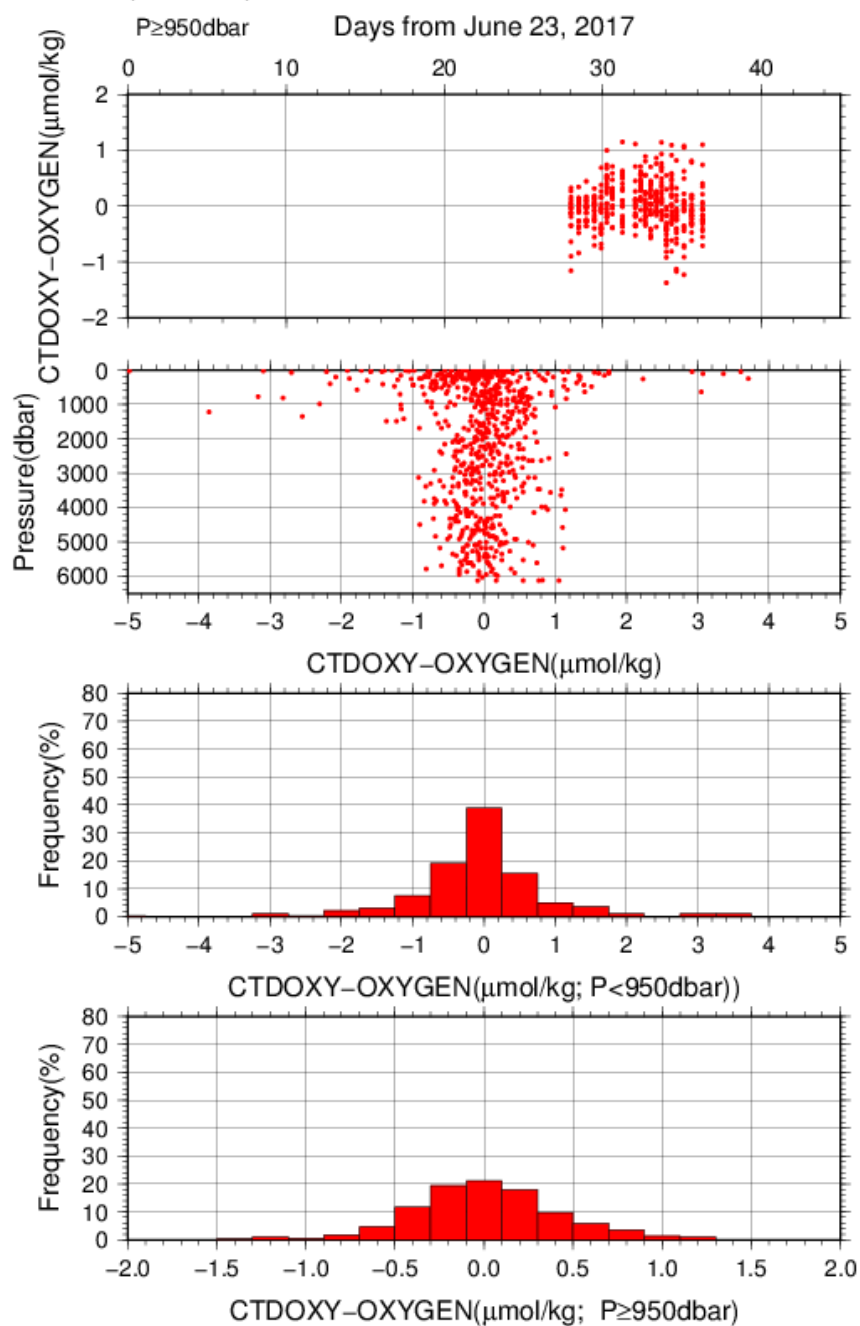 P≥950dbar Days from June 23, 2017
0 10 20 30 40
CTDOXY−OXYGEN(μmol/kg)
2
1
0
−1
−2
Pressure(dbar)
0
1000
2000
3000
4000
5000
6000
−5 −4 −3 −2 −1 0 1 2 3 4 5
CTDOXY−OXYGEN(μmol/kg)
Frequency(%)
80
70
60
50
40
30
20
10
0
−5 −4 −3 −2 −1 0 1 2 3 4 5
CTDOXY−OXYGEN(μmol/kg; P<950dbar))
Frequency(%)
80
70
60
50
40
30
20
10
0
−2.0 −1.5 −1.0 −0.5 0.0 0.5 1.0 1.5 2.0
CTDOXY−OXYGEN(μmol/kg; P≥950dbar)